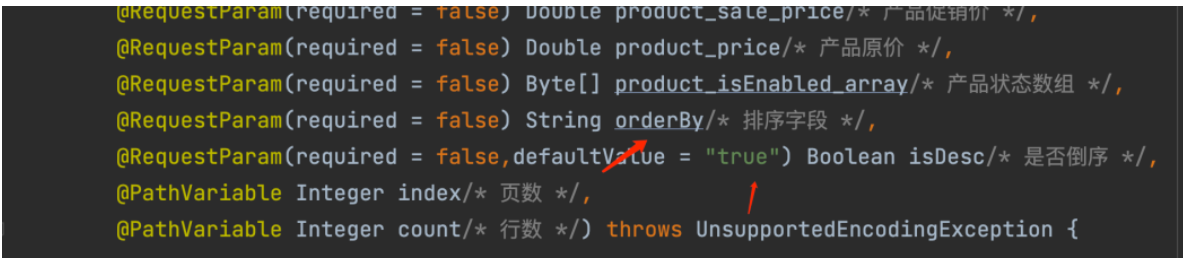 @RequestParam(required = false) Double product_sale_price/* 产品促销价 */,
@RequestParam(required = false) Double product_price/* 产品原价 */,
@RequestParam(required = false) Byte[] product_isEnabled_array/* 产品状态数组 */,
@RequestParam(required = false) String orderBy/* 排序字段 */,
@RequestParam(required = false,defaultValue = "true") Boolean isDesc/* 是否倒序 */,
@PathVariable Integer index/* 页数 */,
@PathVariable Integer count/* 行数 */) throws UnsupportedEncodingException {